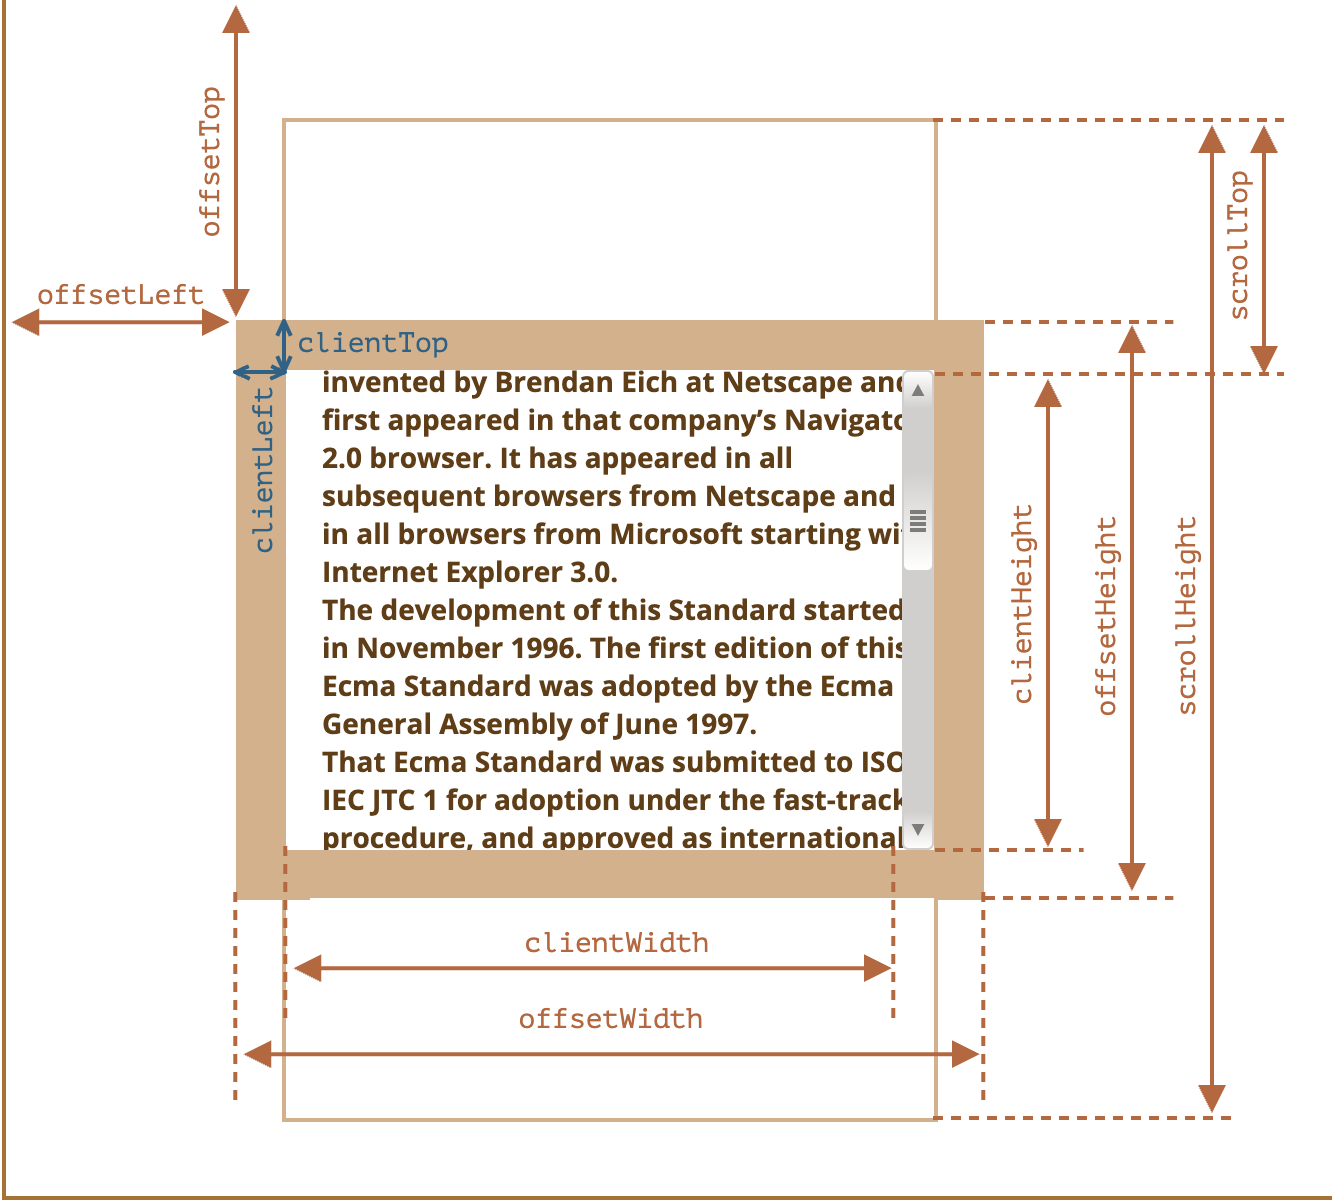 offsetTop
scrollTop
offsetLeft
clientTop
clientLeft
invented by Brendan Eich at Netscape and
first appeared in that company’s Navigato
2.0 browser. It has appeared in all
subsequent browsers from Netscape and
in all browsers from Microsoft starting wi
Internet Explorer 3.0.
The development of this Standard started
in November 1996. The first edition of this
Ecma Standard was adopted by the Ecma
General Assembly of June 1997.
That Ecma Standard was submitted to ISO
IEC JTC 1 for adoption under the fast-track
procedure, and approved as international
clientHeight
offsetHeight
scrollHeight
clientWidth
offsetWidth